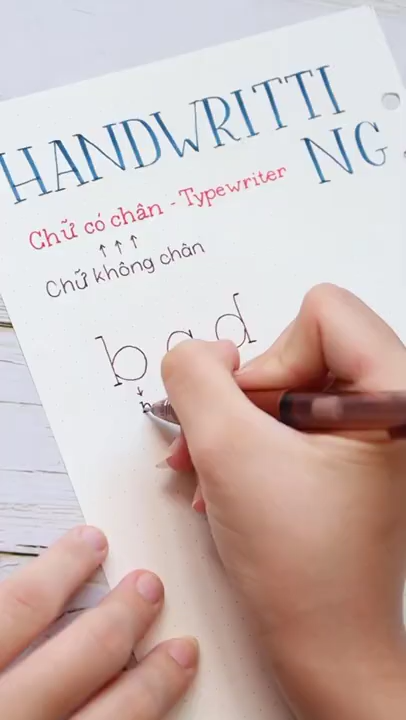 HANDWRITTI
NG
Chữ có chân - Typewriter
↑ ↑ ↑
Chữ không chân
b a d
↓